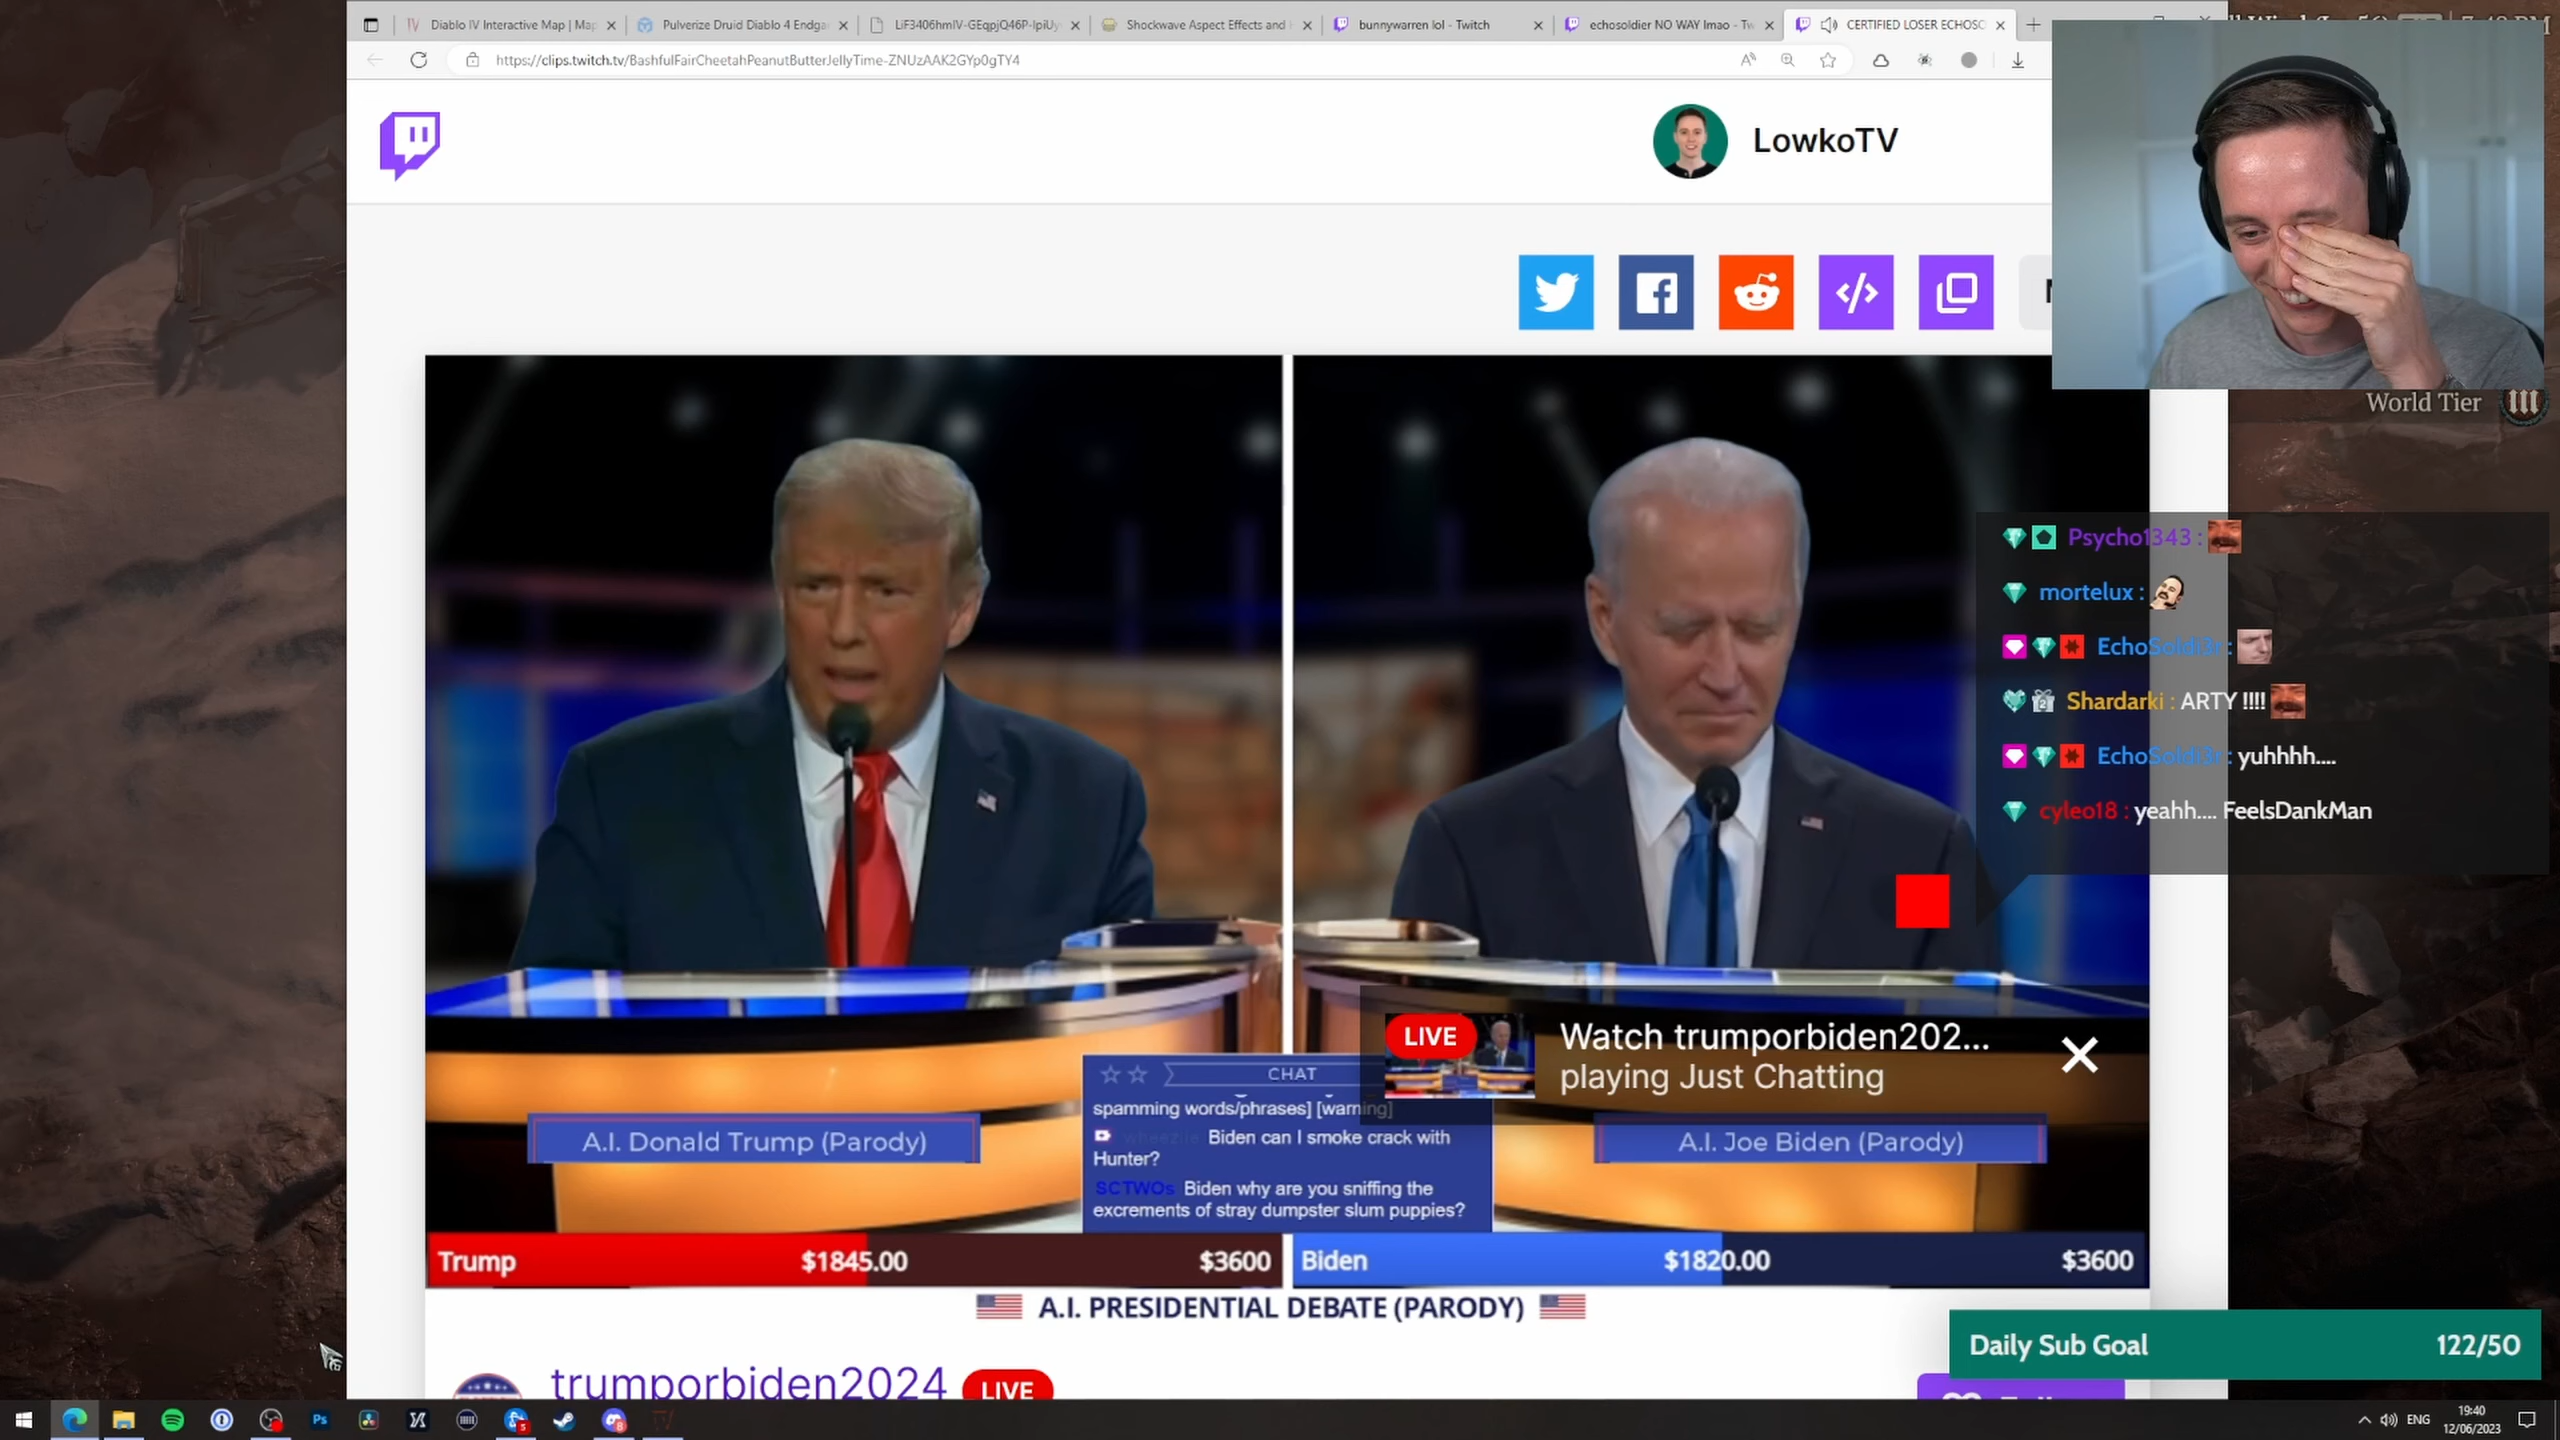 Diablo IV Interactive Map | Map
Pulverize Druid Diablo 4 Endga
Shockwave Aspect Effects and
bunnywarren lol - Twitch
echosoldier NO WAY lmao - Tw
CERTIFIED LOSER ECHOSC
https://clips.twitch.tv/BashfulFairCheetahPeanutButterJellyTime-ZNUzAAK2GYp0gTY4
LowkoTV
World Tier III
Psycho1343 :
mortelux :
EchoSoldi3r :
Shardarki : ARTY !!!!
EchoSoldi3r : yuhhhh....
cyleo18 : yeahh.... FeelsDankMan
LIVE
Watch trumporbiden202...
playing Just Chatting
CHAT
spamming words/phrases] [warning]
Biden can I smoke crack with
Hunter?
SCTWOs Biden why are you sniffing the
excrements of stray dumpster slum puppies?
A.I. Donald Trump (Parody)
A.I. Joe Biden (Parody)
Trump $1845.00 $3600
Biden $1820.00 $3600
A.I. PRESIDENTIAL DEBATE (PARODY)
Daily Sub Goal 122/50
trumporbiden2024 LIVE
Ps
ENG
19:40
12/06/2023